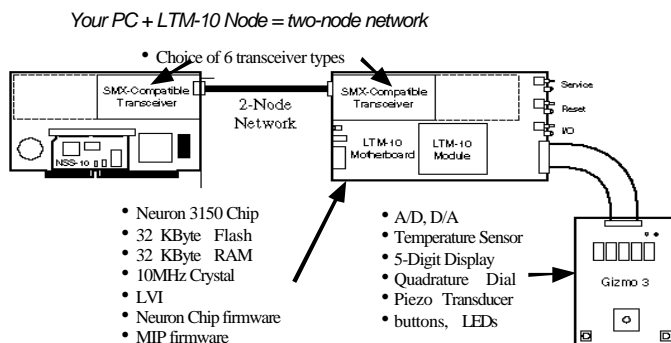 Your PC + LTM-10 Node = two-node network
• Choice of 6 transceiver types
SMX-Compatible
Transceiver
2-Node
Network
SMX-Compatible
Transceiver
Service
Reset
I/O
NSS-10
LTM-10
Motherboard
LTM-10
Module
• Neuron 3150 Chip
• 32 KByte Flash
• 32 KByte RAM
• 10MHz Crystal
• LVI
• Neuron Chip firmware
• MIP firmware
• A/D, D/A
• Temperature Sensor
• 5-Digit Display
• Quadrature Dial
• Piezo Transducer
• buttons, LEDs
Gizmo 3